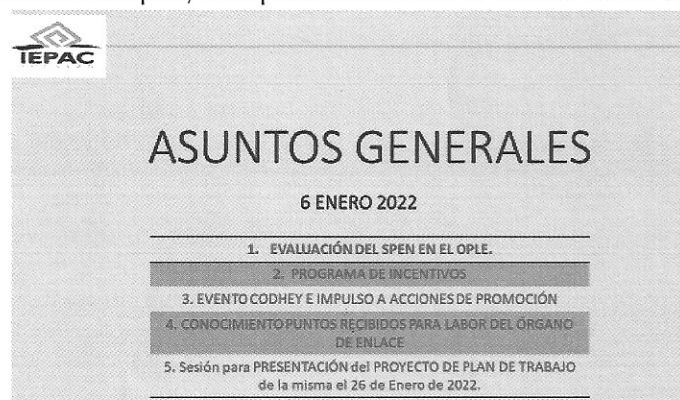 IEPAC
ASUNTOS GENERALES
6 ENERO 2022
1. EVALUACIÓN DEL SPEN EN EL OPLE.
2. PROGRAMA DE INCENTIVOS
3. EVENTO CODHEY E IMPULSO A ACCIONES DE PROMOCIÓN
4. CONOCIMIENTO PUNTOS RECIBIDOS PARA LABOR DEL ÓRGANO
DE ENLACE
5. Sesión para PRESENTACIÓN del PROYECTO DE PLAN DE TRABAJO
de la misma el 26 de Enero de 2022.